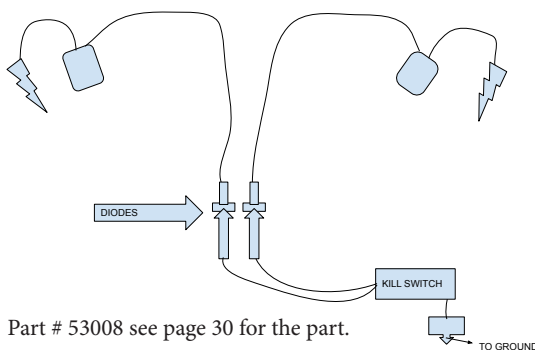 DIODES
KILL SWITCH
Part # 53008 see page 30 for the part.
TO GROUND